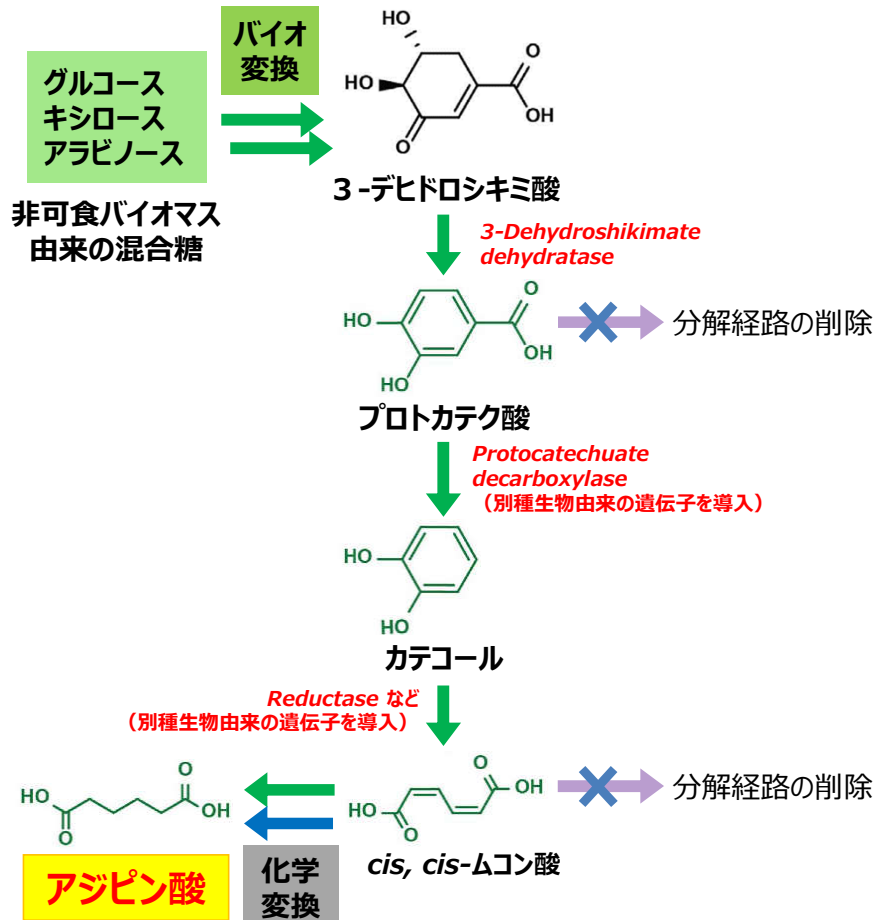 バイオ
変換
グルコース
キシロース
アラビノース
非可食バイオマス
由来の混合糖
HO
HO
O
O
OH
3-デヒドロシキミ酸
3-Dehydroshikimate
dehydratase
O
HO
OH
HO
分解経路の削除
プロトカテク酸
Protocatechuate
decarboxylase
（別種生物由来の遺伝子を導入）
HO
HO
カテコール
Reductase など
（別種生物由来の遺伝子を導入）
HO
O
O
OH
HO
O
O
OH
分解経路の削除
cis, cis-ムコン酸
アジピン酸
化学
変換